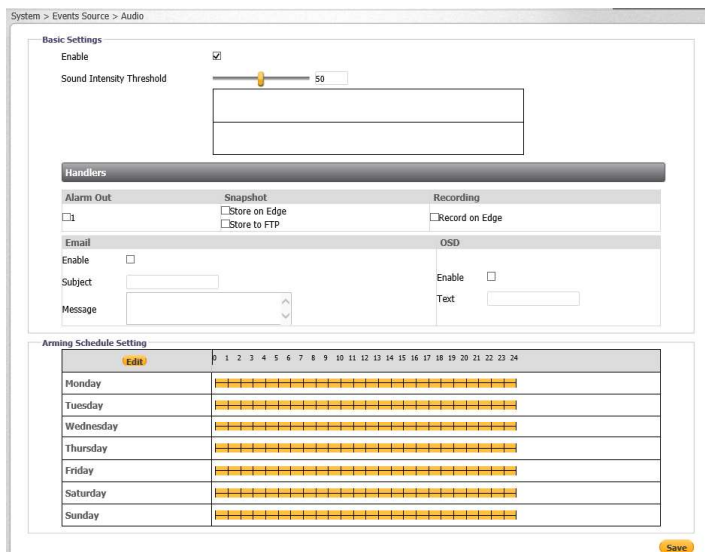 System > Events Source > Audio
Basic Settings
Enable
Sound Intensity Threshold 50
Handlers
Alarm Out Snapshot Recording
1 Store on Edge Record on Edge
Store to FTP
Email OSD
Enable
Subject
Message
Enable
Text
Arming Schedule Setting
Edit 0 1 2 3 4 5 6 7 8 9 10 11 12 13 14 15 16 17 18 19 20 21 22 23 24
Monday
Tuesday
Wednesday
Thursday
Friday
Saturday
Sunday
Save